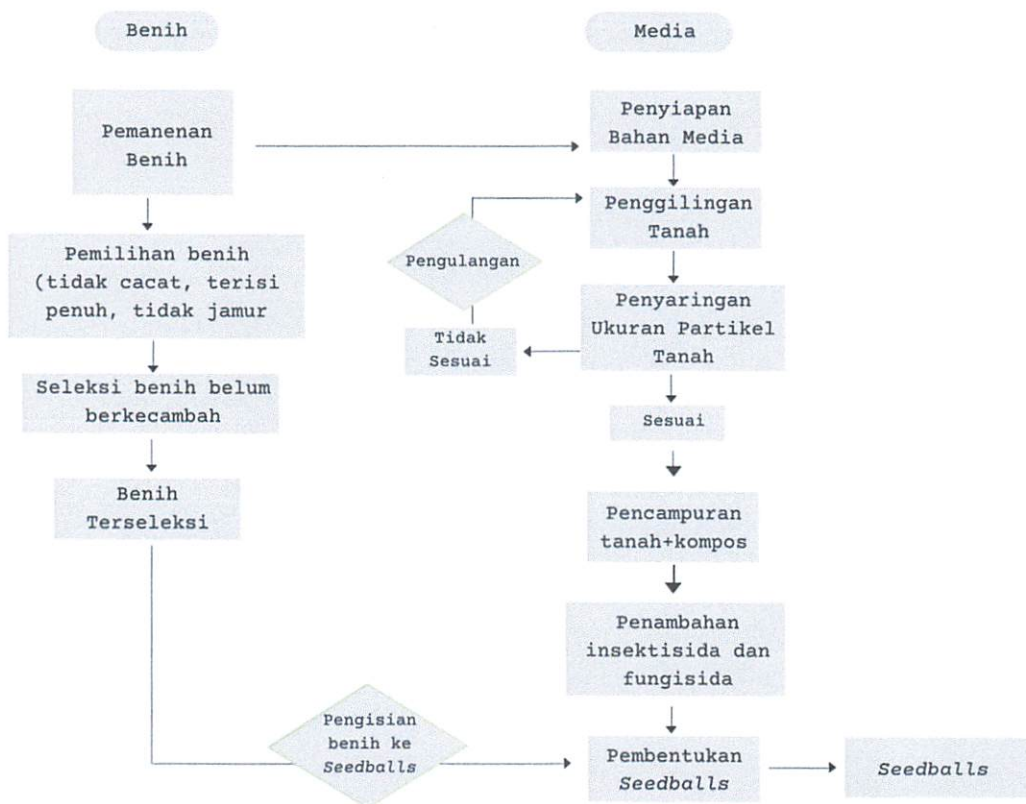 Benih
Media
Pemanenan
Benih
Penyiapan
Bahan Media
Penggilingan
Tanah
Pemilihan benih
(tidak cacat, terisi
penuh, tidak jamur
Pengulangan
Penyaringan
Ukuran Partikel
Tanah
Tidak
Sesuai
Seleksi benih belum
berkecambah
Sesuai
Benih
Terseleksi
Pencampuran
tanah+kompos
Penambahan
insektisida dan
fungisida
Pengisian
benih ke
Seedballs
Pembentukan
Seedballs
Seedballs